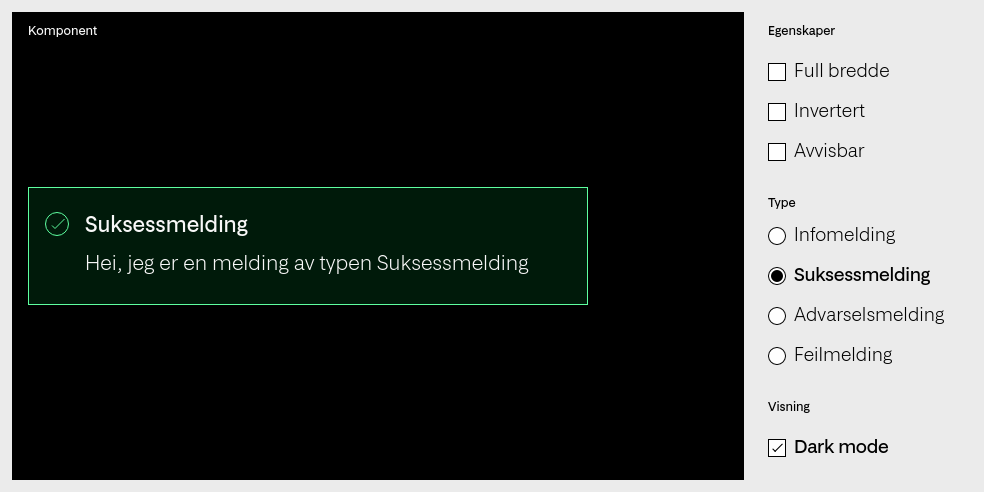 Komponent
Suksessmelding
Hei, jeg er en melding av typen Suksessmelding
Egenskaper
Full bredde
Invertert
Avvisbar
Type
Infomelding
Suksessmelding
Advarselsmelding
Feilmelding
Visning
Dark mode